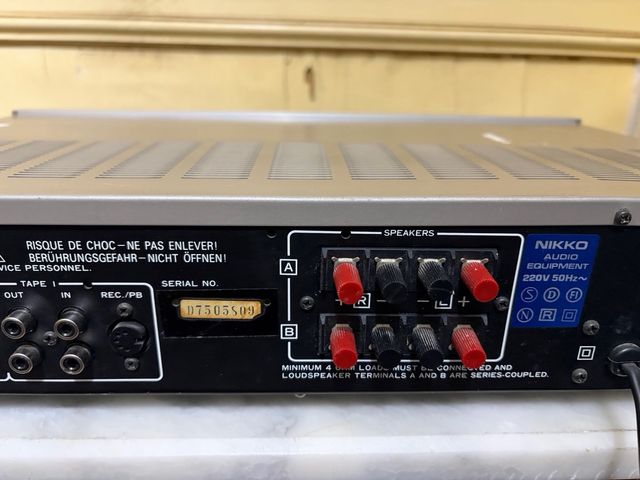 RISQUE DE CHOC–NE PAS ENLEVER!
BERÜHRUNGSGEFAHR–NICHT ÖFFNEN!
VICE PERSONNEL.
TAPE 1
OUT IN REC./PB
SERIAL NO.
D7505809
SPEAKERS
A
R L +
B
MINIMUM 4 OHM LOADS MUST BE CONNECTED AND
LOUDSPEAKER TERMINALS A AND B ARE SERIES-COUPLED.
NIKKO
AUDIO
EQUIPMENT
220V 50Hz~
S D FI
N R